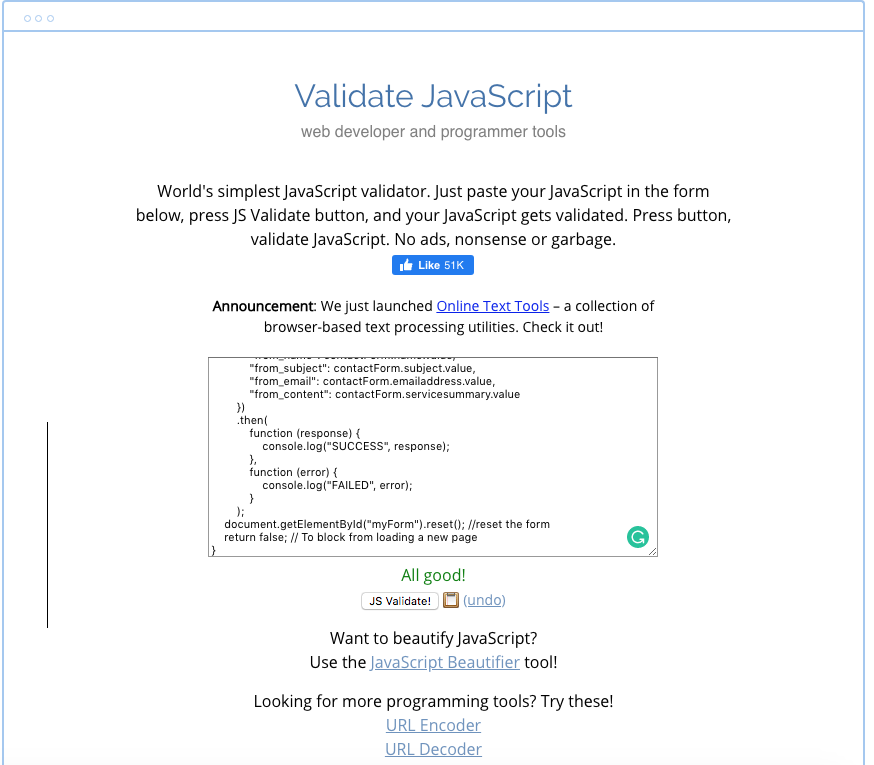 Validate JavaScript
web developer and programmer tools
World's simplest JavaScript validator. Just paste your JavaScript in the form
below, press JS Validate button, and your JavaScript gets validated. Press button,
validate JavaScript. No ads, nonsense or garbage.
Like 51K
Announcement: We just launched Online Text Tools – a collection of
browser-based text processing utilities. Check it out!
"from_subject": contactForm.subject.value,
"from_email": contactForm.emailaddress.value,
"from_content": contactForm.servicesummary.value
})
.then(
function (response) {
console.log("SUCCESS", response);
},
function (error) {
console.log("FAILED", error);
}
);
document.getElementById("myForm").reset(); //reset the form
return false; // To block from loading a new page
}
All good!
JS Validate! (undo)
Want to beautify JavaScript?
Use the JavaScript Beautifier tool!
Looking for more programming tools? Try these!
URL Encoder
URL Decoder